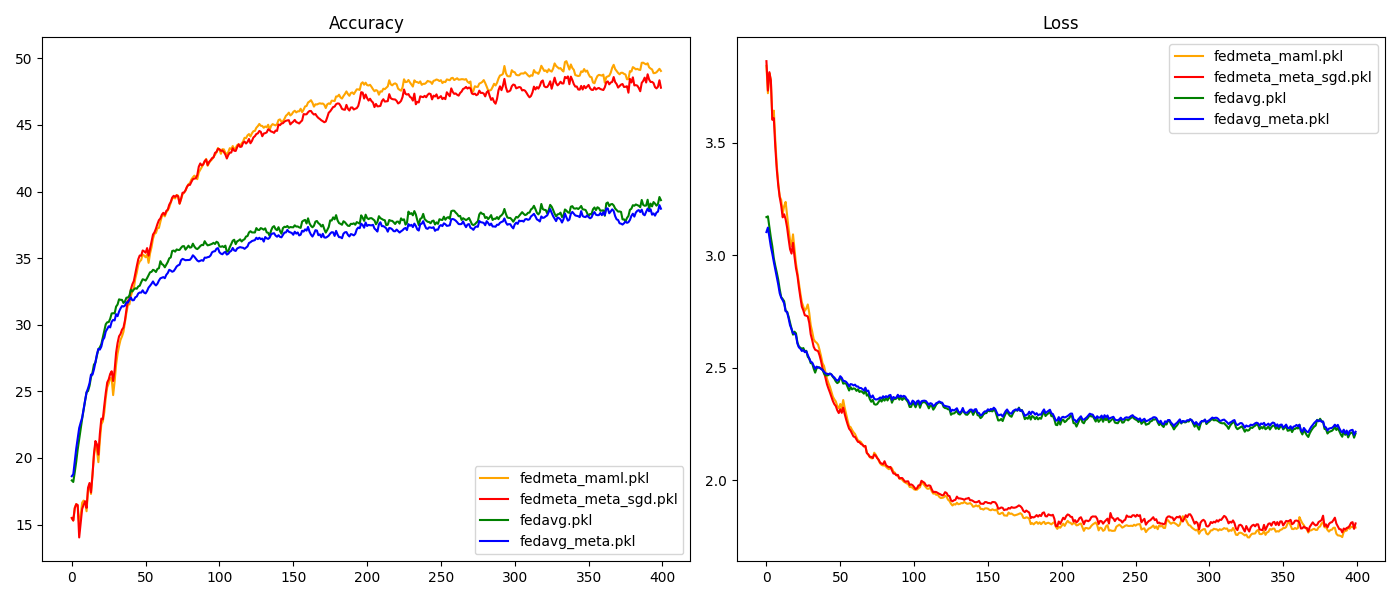 Accuracy
50
45
40
35
30
25
20
15
0 50 100 150 200 250 300 350 400
fedmeta_maml.pkl
fedmeta_meta_sgd.pkl
fedavg.pkl
fedavg_meta.pkl
Loss
3.5
3.0
2.5
2.0
0 50 100 150 200 250 300 350 400
fedmeta_maml.pkl
fedmeta_meta_sgd.pkl
fedavg.pkl
fedavg_meta.pkl